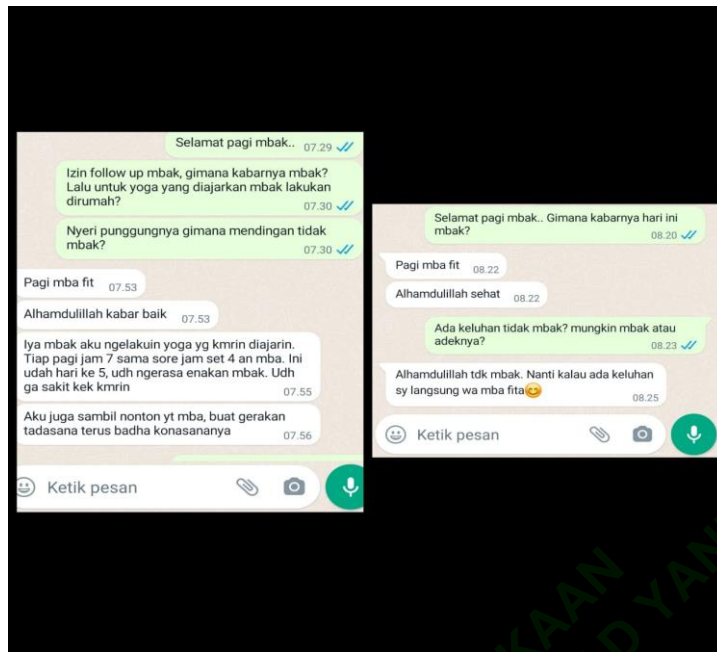 Selamat pagi mbak.. 07.29
Izin follow up mbak, gimana kabarnya mbak?
Lalu untuk yoga yang diajarkan mbak lakukan
dirumah? 07.30
Nyeri punggungnya gimana mendingan tidak
mbak? 07.30
Pagi mba fit 07.53
Alhamdulillah kabar baik 07.53
Iya mbak aku ngelakuin yoga yg kmrin diajarin.
Tiap pagi jam 7 sama sore jam set 4 an mba. Ini
udah hari ke 5, udh ngerasa enakan mbak. Udh
ga sakit kek kmrin 07.55
Aku juga sambil nonton yt mba, buat gerakan
tadasana terus badha konasananya 07.56
Ketik pesan
Selamat pagi mbak.. Gimana kabarnya hari ini
mbak? 08.20
Pagi mba fit 08.22
Alhamdulillah sehat 08.22
Ada keluhan tidak mbak? mungkin mbak atau
adeknya? 08.23
Alhamdulillah tdk mbak. Nanti kalau ada keluhan
sy langsung wa mba fita😊 08.25
Ketik pesan